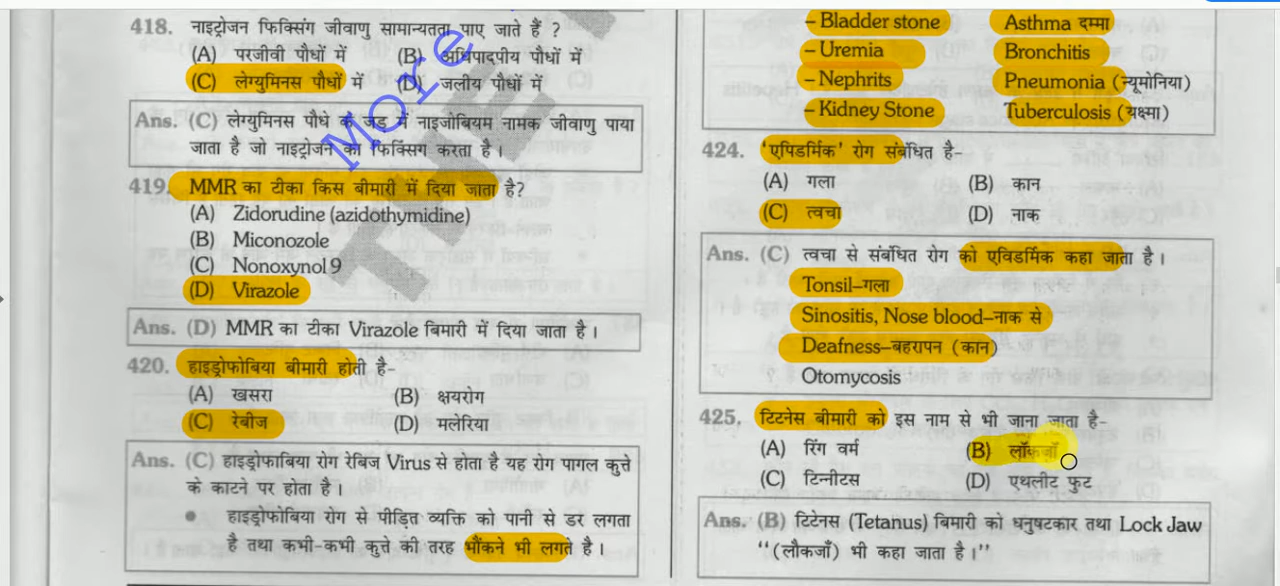 418. नाइट्रोजन फिक्सिंग जीवाणु सामान्यतता पाए जाते हैं ?
(A) परजीवी पौधों में (B) अधिपादपीय पौधों में
(C) लेग्युमिनस पौधों में (D) जलीय पौधों में
Ans. (C) लेग्युमिनस पौधे के जड़ में नाइजोबियम नामक जीवाणु पाया
जाता है जो नाइट्रोजन का फिक्सिंग करता है।
419. MMR का टीका किस बीमारी में दिया जाता है?
(A) Zidorudine (azidothymidine)
(B) Miconozole
(C) Nonoxynol 9
(D) Virazole
Ans. (D) MMR का टीका Virazole बिमारी में दिया जाता है।
420. हाइड्रोफोबिया बीमारी होती है-
(A) खसरा (B) क्षयरोग
(C) रेबीज (D) मलेरिया
Ans. (C) हाइड्रोफाबिया रोग रेबिज Virus से होता है यह रोग पागल कुत्ते
के काटने पर होता है।
● हाइड्रोफोबिया रोग से पीड़ित व्यक्ति को पानी से डर लगता
है तथा कभी-कभी कुत्ते की तरह भौंकने भी लगते है।
– Bladder stone Asthma दम्मा
– Uremia Bronchitis
– Nephrits Pneumonia (न्यूमोनिया)
– Kidney Stone Tuberculosis (यक्ष्मा)
424. 'एपिडर्मिक' रोग संबंधित है-
(A) गला (B) कान
(C) त्वचा (D) नाक
Ans. (C) त्वचा से संबंधित रोग को एविडर्मिक कहा जाता है।
Tonsil–गला
Sinositis, Nose blood–नाक से
Deafness–बहरापन (कान)
Otomycosis
425. टिटनेस बीमारी को इस नाम से भी जाना जाता है-
(A) रिंग वर्म (B) लॉकजॉ
(C) टिन्नीटस (D) एथलीट फुट
Ans. (B) टिटेनस (Tetanus) बिमारी को धनुषटकार तथा Lock Jaw
"(लौकजाँ) भी कहा जाता है।"
More
THE